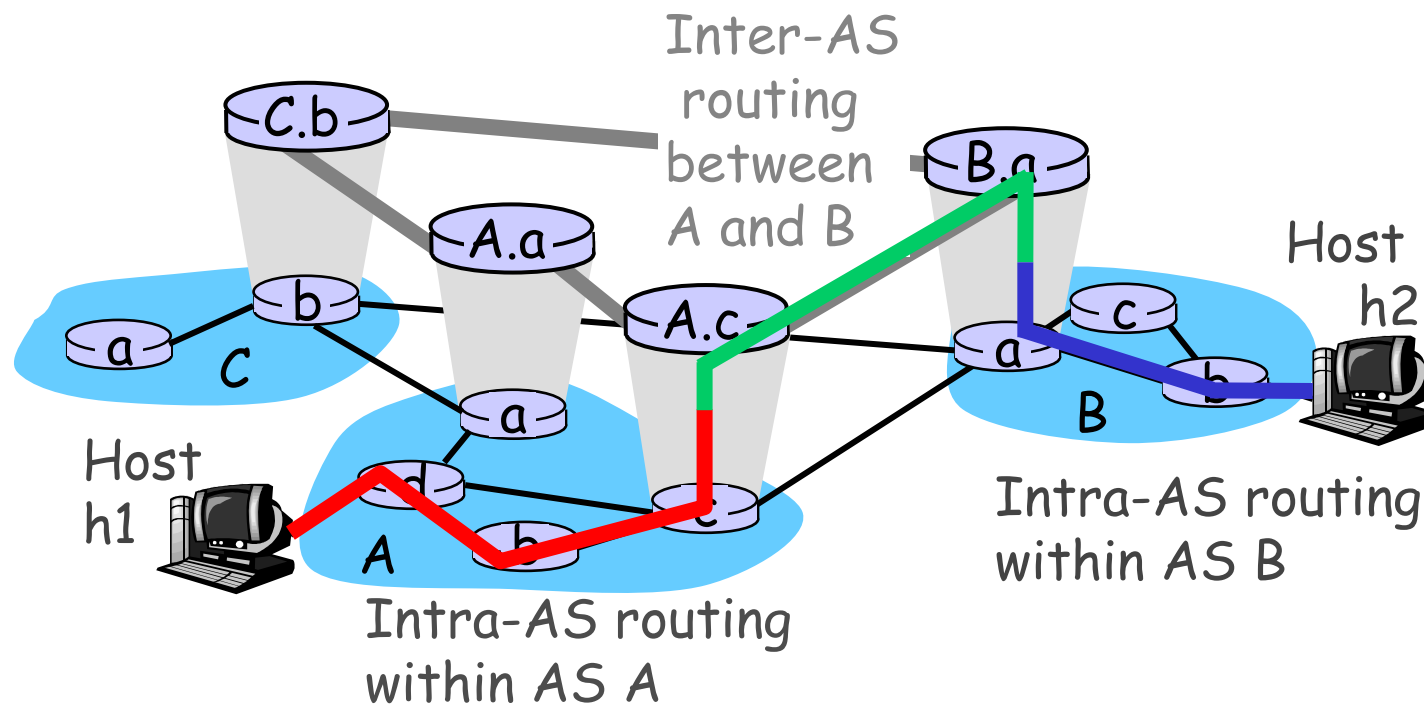 Inter-AS
routing
between
A and B
C.b
B.a
A.a
A.c
Host
h2
b
a
C
c
a
b
B
a
Host
h1
d
c
b
A
Intra-AS routing
within AS B
Intra-AS routing
within AS A